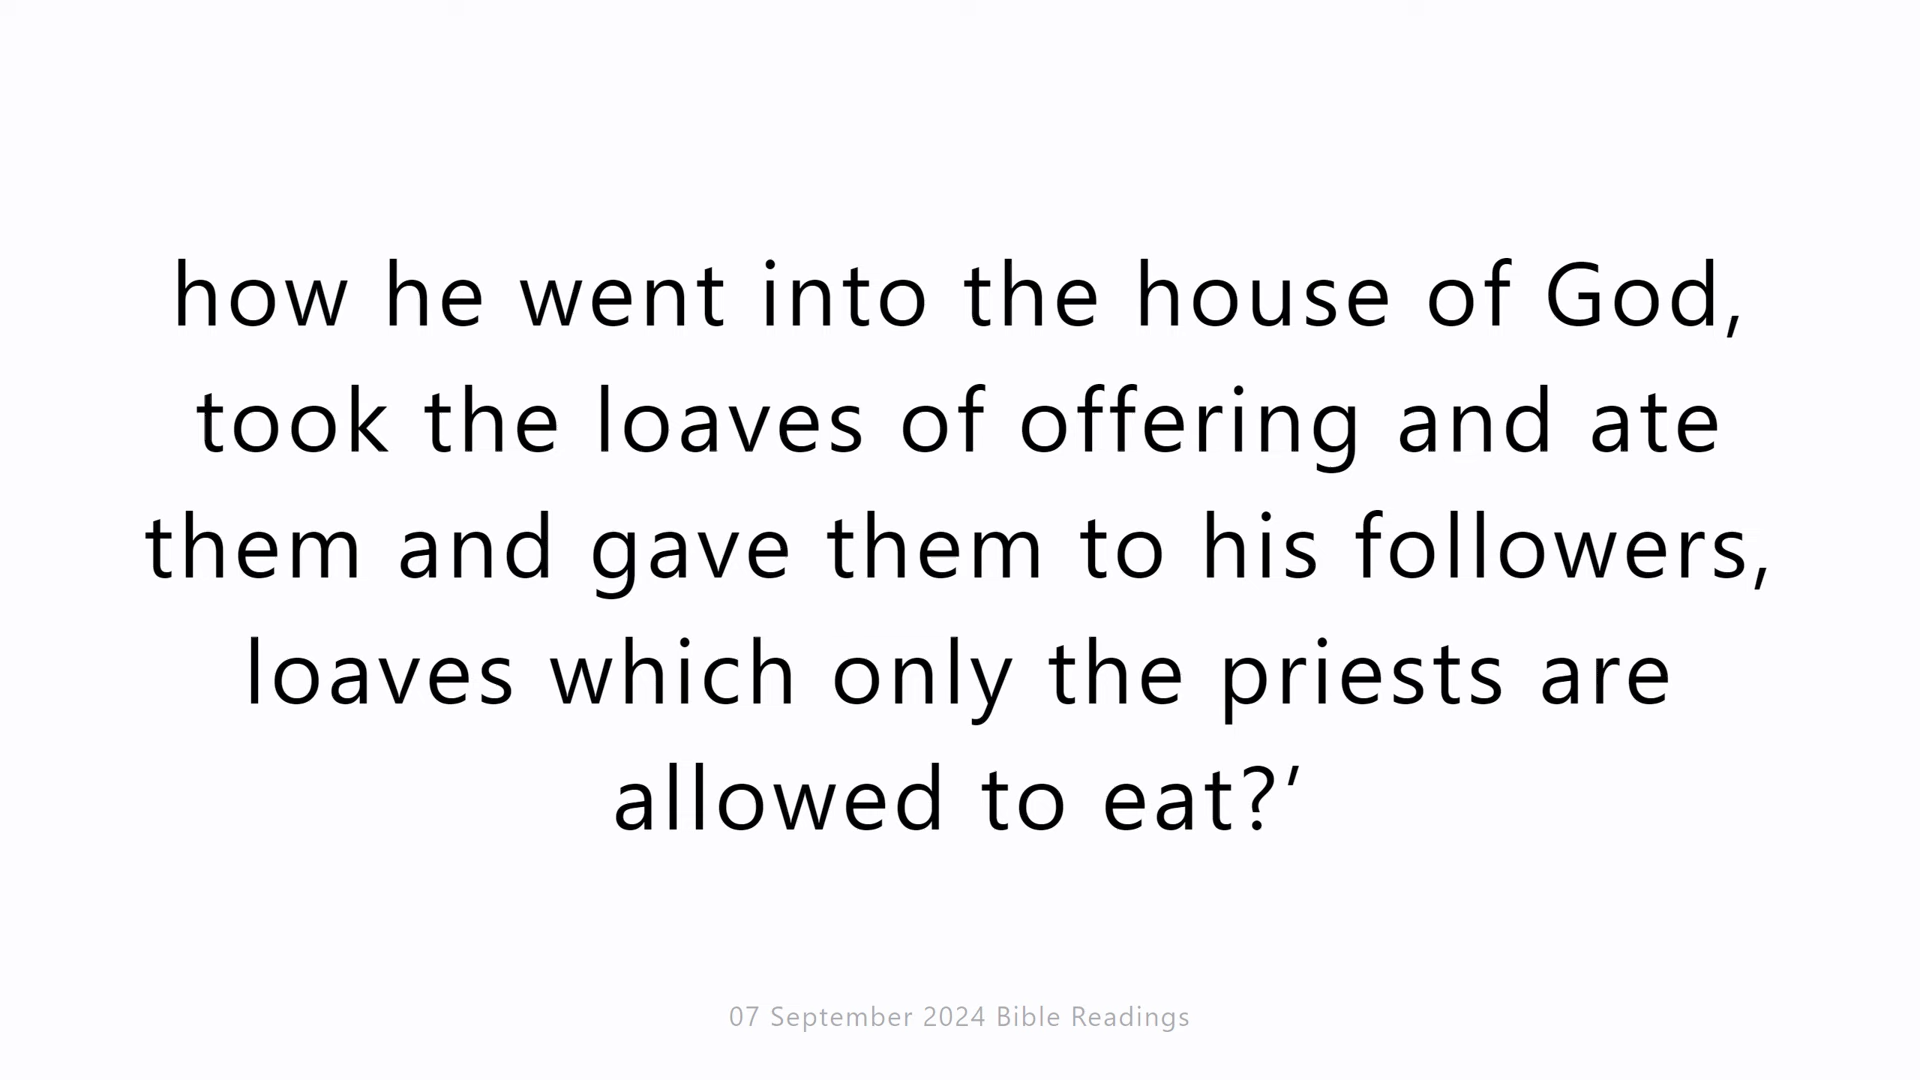 how he went into the house of God,
took the loaves of offering and ate
them and gave them to his followers,
loaves which only the priests are
allowed to eat?’
07 September 2024 Bible Readings